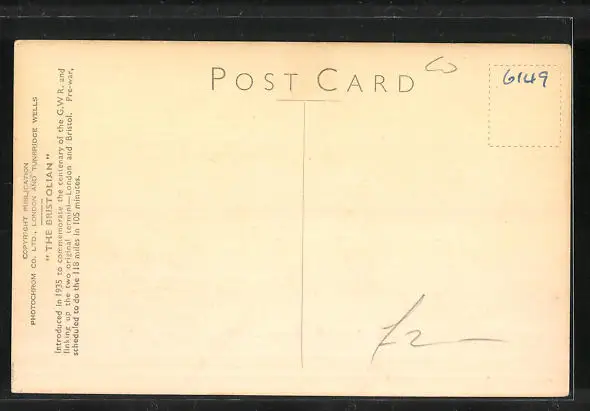 POST CARD
6149
COPYRIGHT PUBLICATION
PHOTOCHROM CO. LTD., LONDON AND TUNBRIDGE WELLS
"THE BRISTOLIAN"
Introduced in 1935 to commemorate the centenary of the G.W.R. and
linking up the two original termini—London and Bristol. Pre-war,
scheduled to do the 118 miles in 105 minutes.